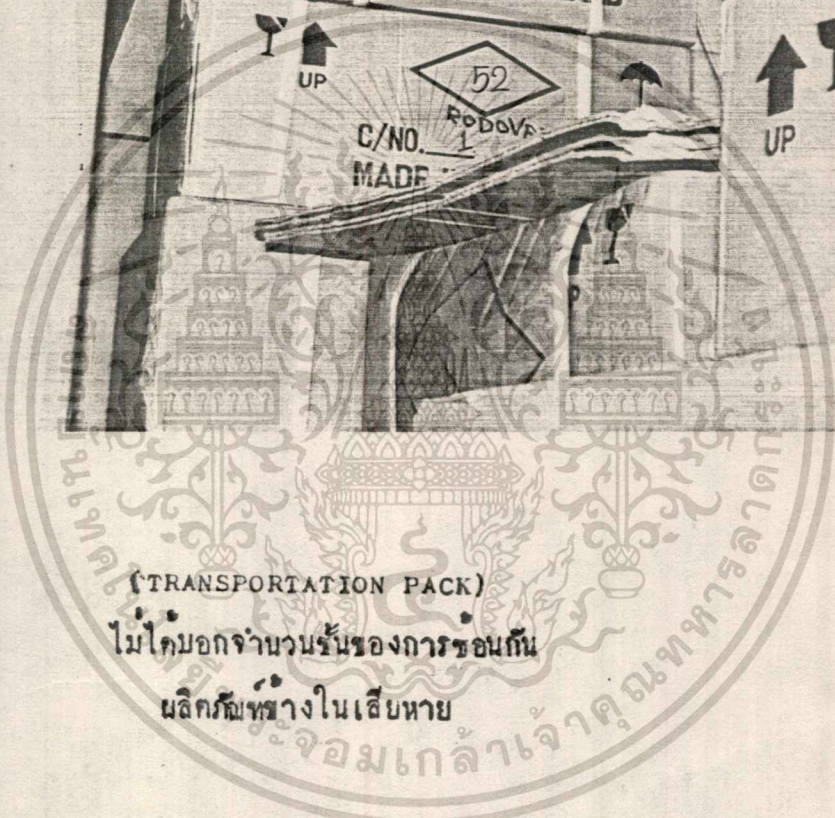 UP
52
RODOVA
C/NO. 1
MADE
UP
(TRANSPORTATION PACK)
ไม่ได้บอกจำนวนชั้นของการซ้อนกัน
ผลิตภัณฑ์ข้างในเสียหาย